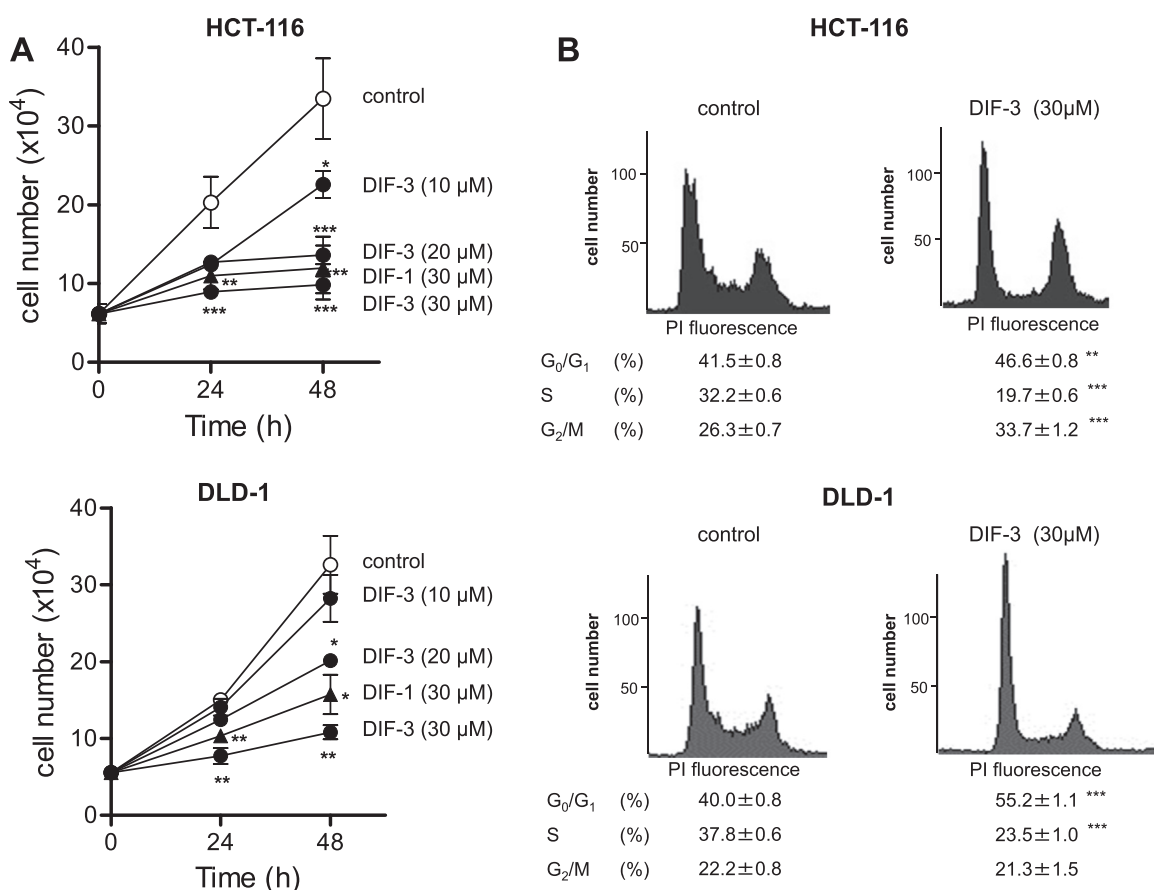 A
HCT-116
cell number (x10⁴)
40
30
20
10
0
0 24 48
Time (h)
control
DIF-3 (10 µM)
DIF-3 (20 µM)
DIF-1 (30 µM)
DIF-3 (30 µM)
*
***
**
**
***
***
B
HCT-116
control
DIF-3 (30µM)
cell number
100
50
PI fluorescence
cell number
100
50
PI fluorescence
G₀/G₁ (%) 41.5±0.8 46.6±0.8 **
S (%) 32.2±0.6 19.7±0.6 ***
G₂/M (%) 26.3±0.7 33.7±1.2 ***
DLD-1
cell number (x10⁴)
40
30
20
10
0
0 24 48
Time (h)
control
DIF-3 (10 µM)
DIF-3 (20 µM)
DIF-1 (30 µM)
DIF-3 (30 µM)
*
*
**
**
**
DLD-1
control
DIF-3 (30µM)
cell number
100
50
PI fluorescence
cell number
100
50
PI fluorescence
G₀/G₁ (%) 40.0±0.8 55.2±1.1 ***
S (%) 37.8±0.6 23.5±1.0 ***
G₂/M (%) 22.2±0.8 21.3±1.5